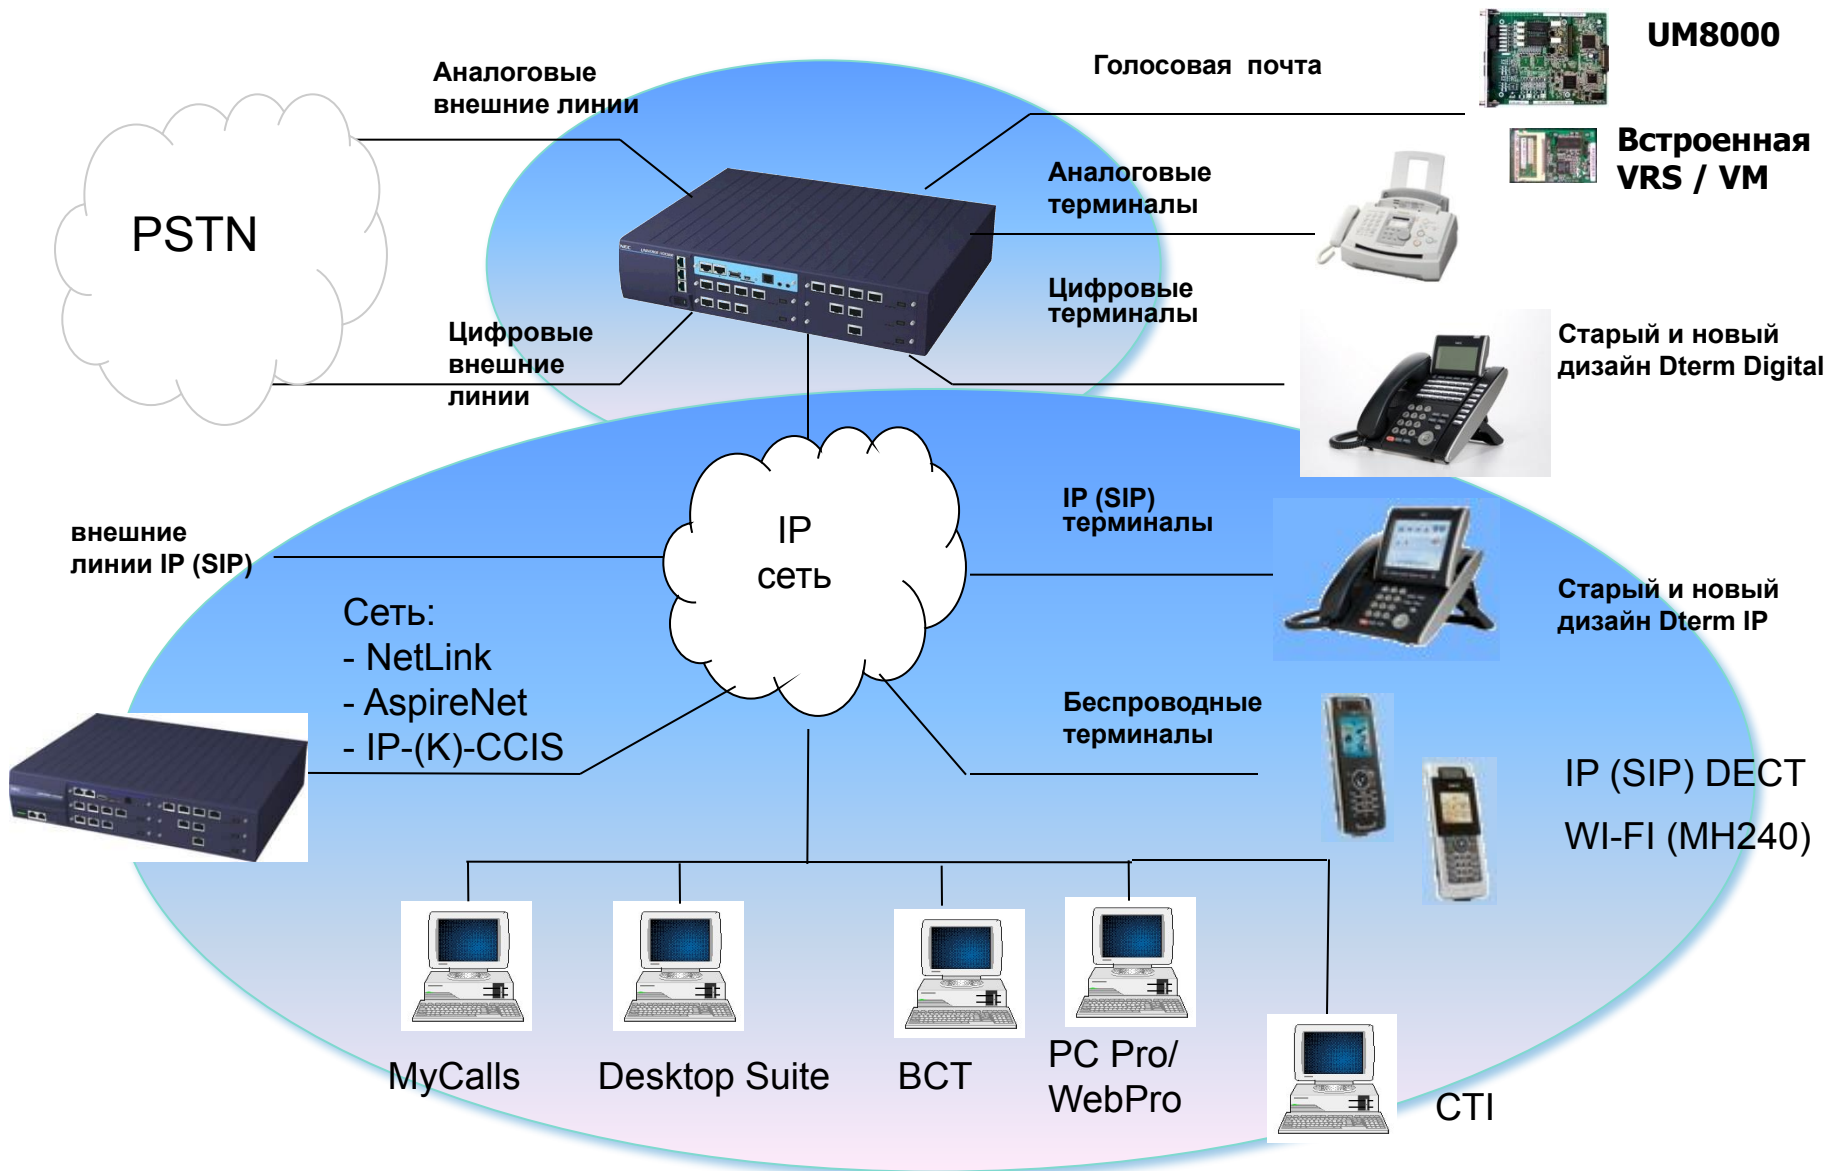 UM8000
Голосовая почта
Аналоговые
внешние линии
Встроенная
VRS / VM
Аналоговые
терминалы
PSTN
NEC
Цифровые
терминалы
Цифровые
внешние
линии
Старый и новый
дизайн Dterm Digital
IP (SIP)
терминалы
IP
сеть
внешние
линии IP (SIP)
Старый и новый
дизайн Dterm IP
Сеть:
- NetLink
- AspireNet
- IP-(K)-CCIS
Беспроводные
терминалы
IP (SIP) DECT
WI-FI (MH240)
MyCalls
Desktop Suite
BCT
PC Pro/
WebPro
CTI